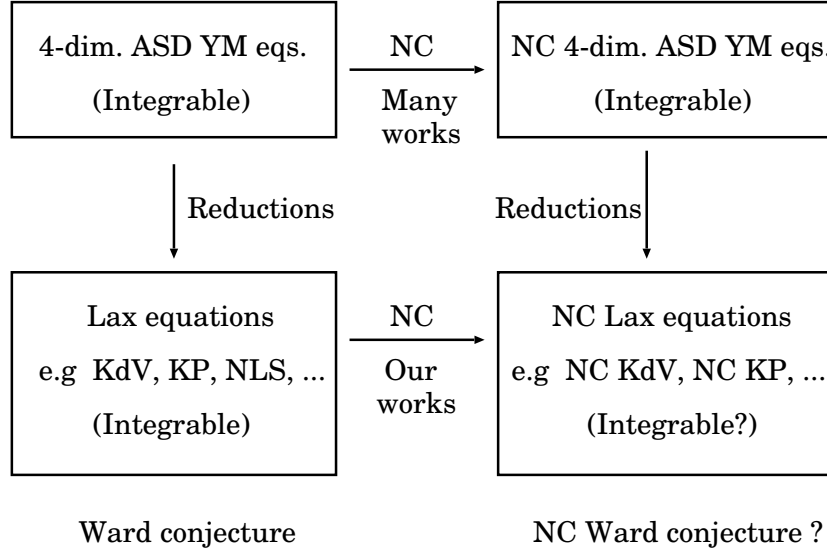 4-dim. ASD YM eqs.
(Integrable)
NC
Many
works
NC 4-dim. ASD YM eqs.
(Integrable)
Reductions
Reductions
Lax equations
e.g KdV, KP, NLS, ...
(Integrable)
NC
Our
works
NC Lax equations
e.g NC KdV, NC KP, ...
(Integrable?)
Ward conjecture
NC Ward conjecture ?